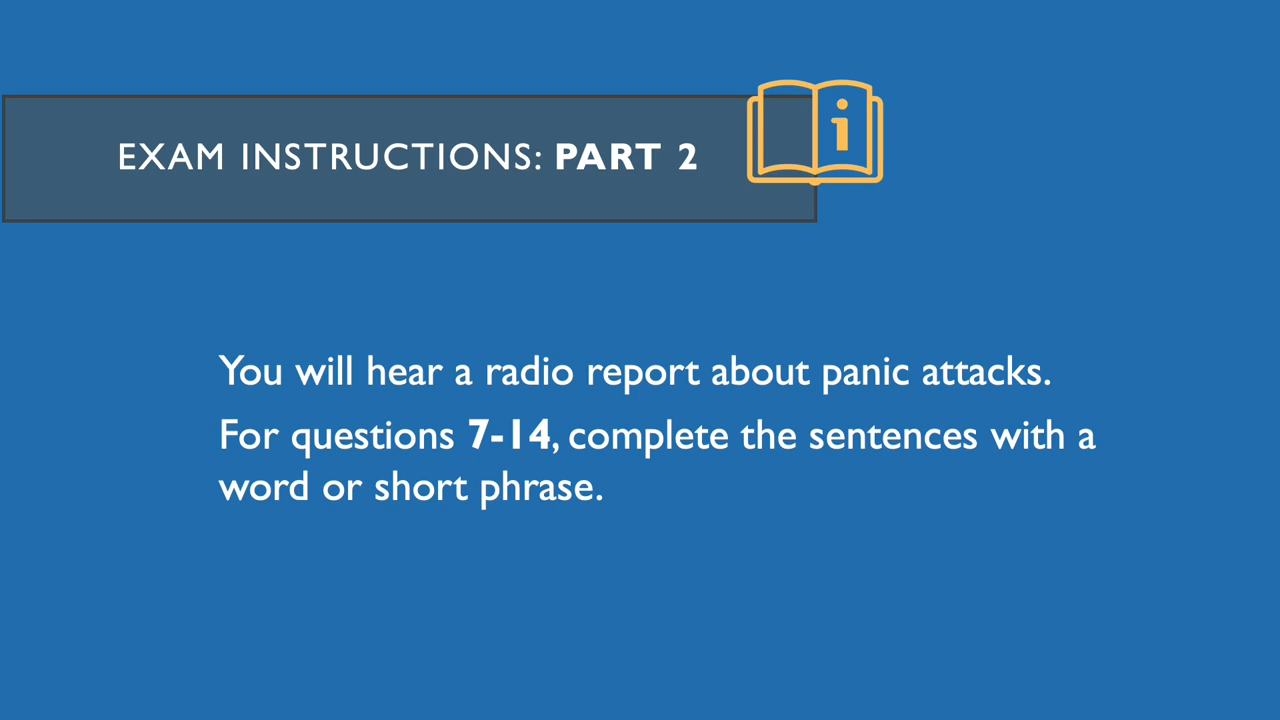 EXAM INSTRUCTIONS: PART 2
You will hear a radio report about panic attacks.
For questions 7-14, complete the sentences with a
word or short phrase.